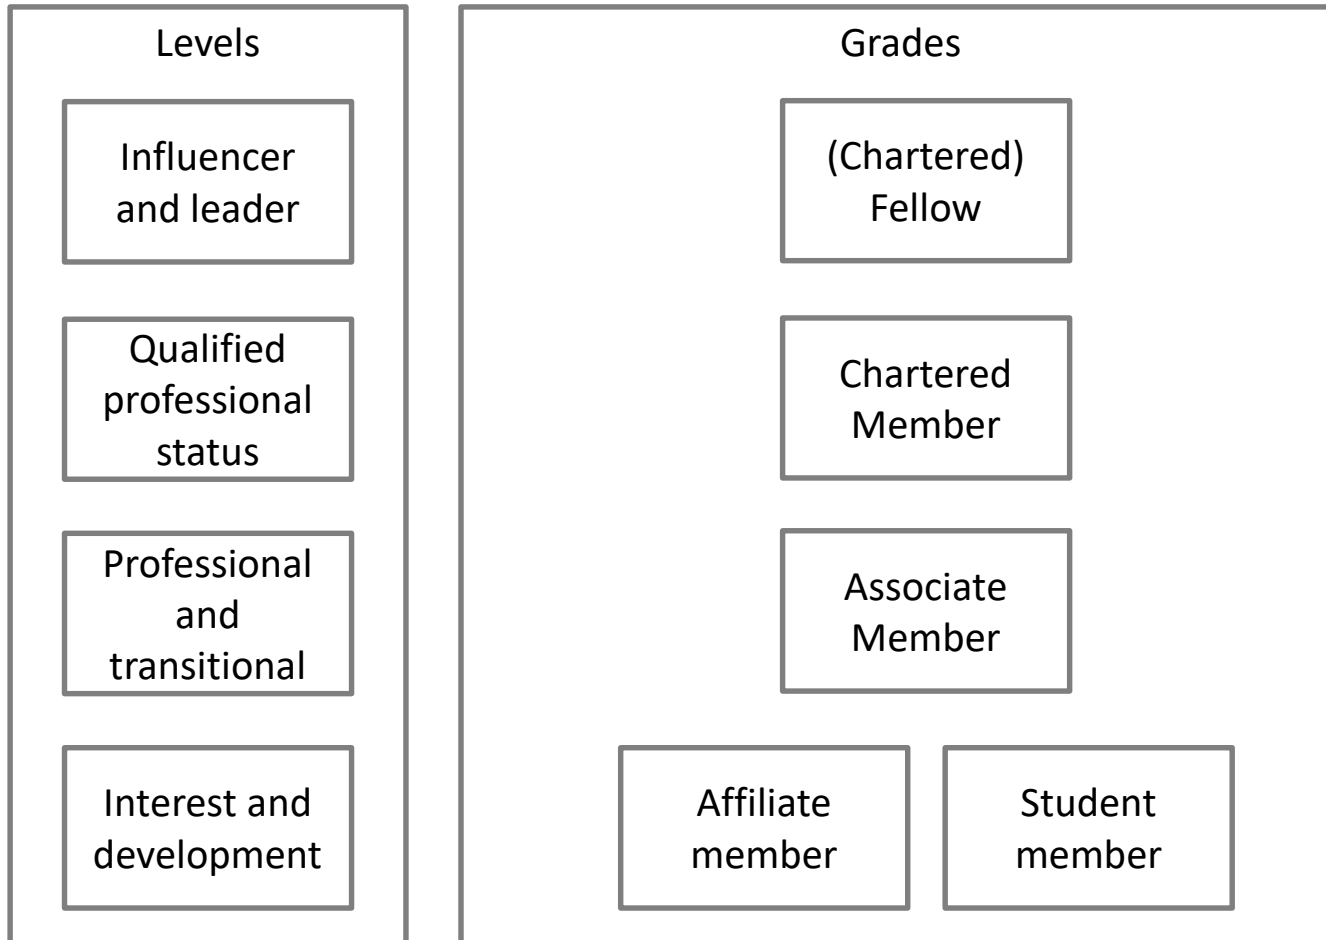 Levels
Influencer
and leader
Qualified
professional
status
Professional
and
transitional
Interest and
development
Grades
(Chartered)
Fellow
Chartered
Member
Associate
Member
Affiliate
member
Student
member